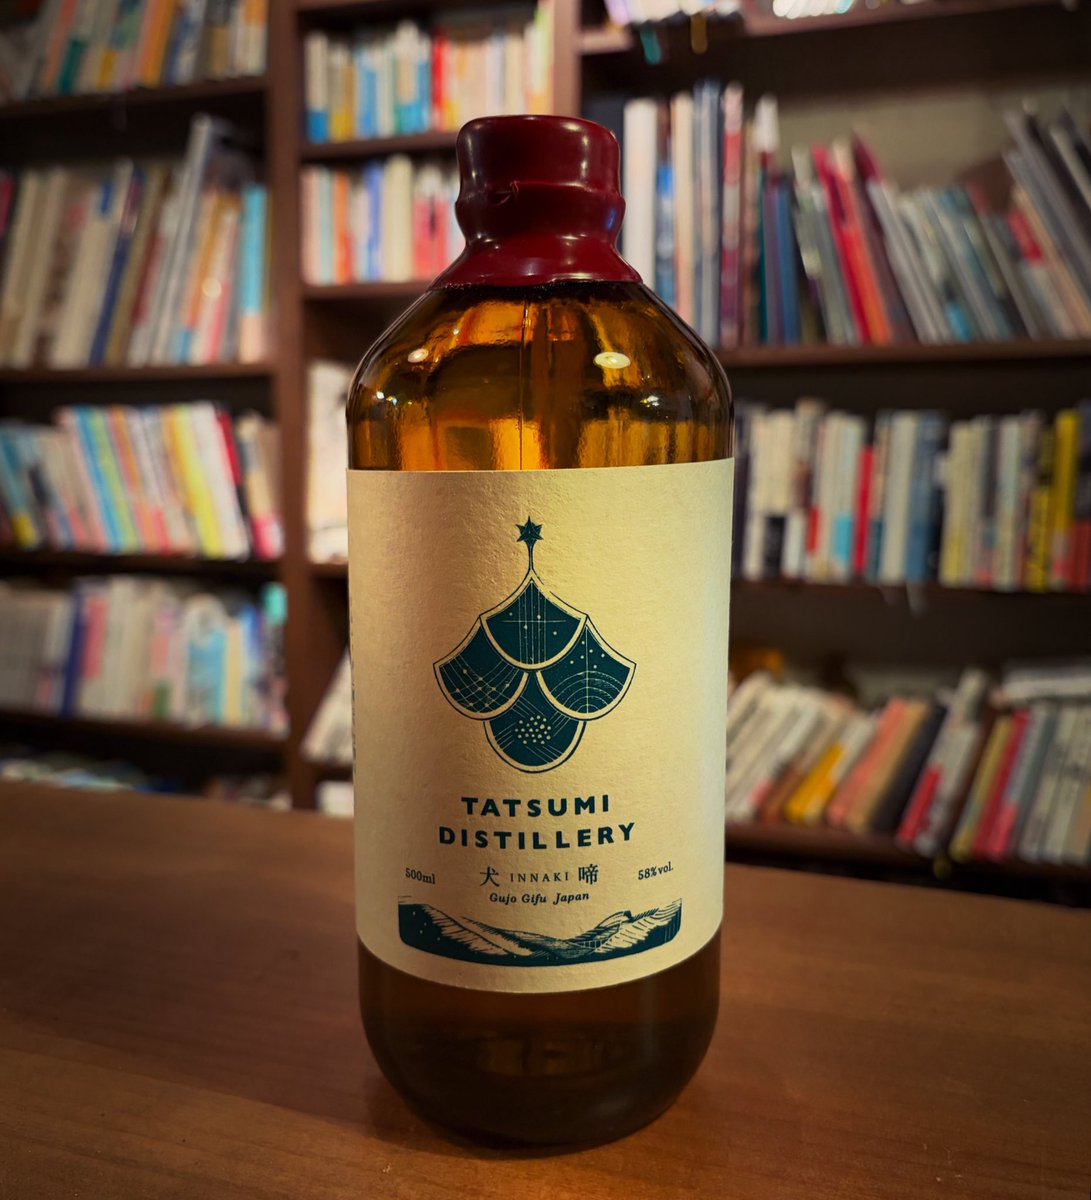 TATSUMI
DISTILLERY
500ml 犬 INNAKI 啼 58%vol.
Gujo Gifu Japan